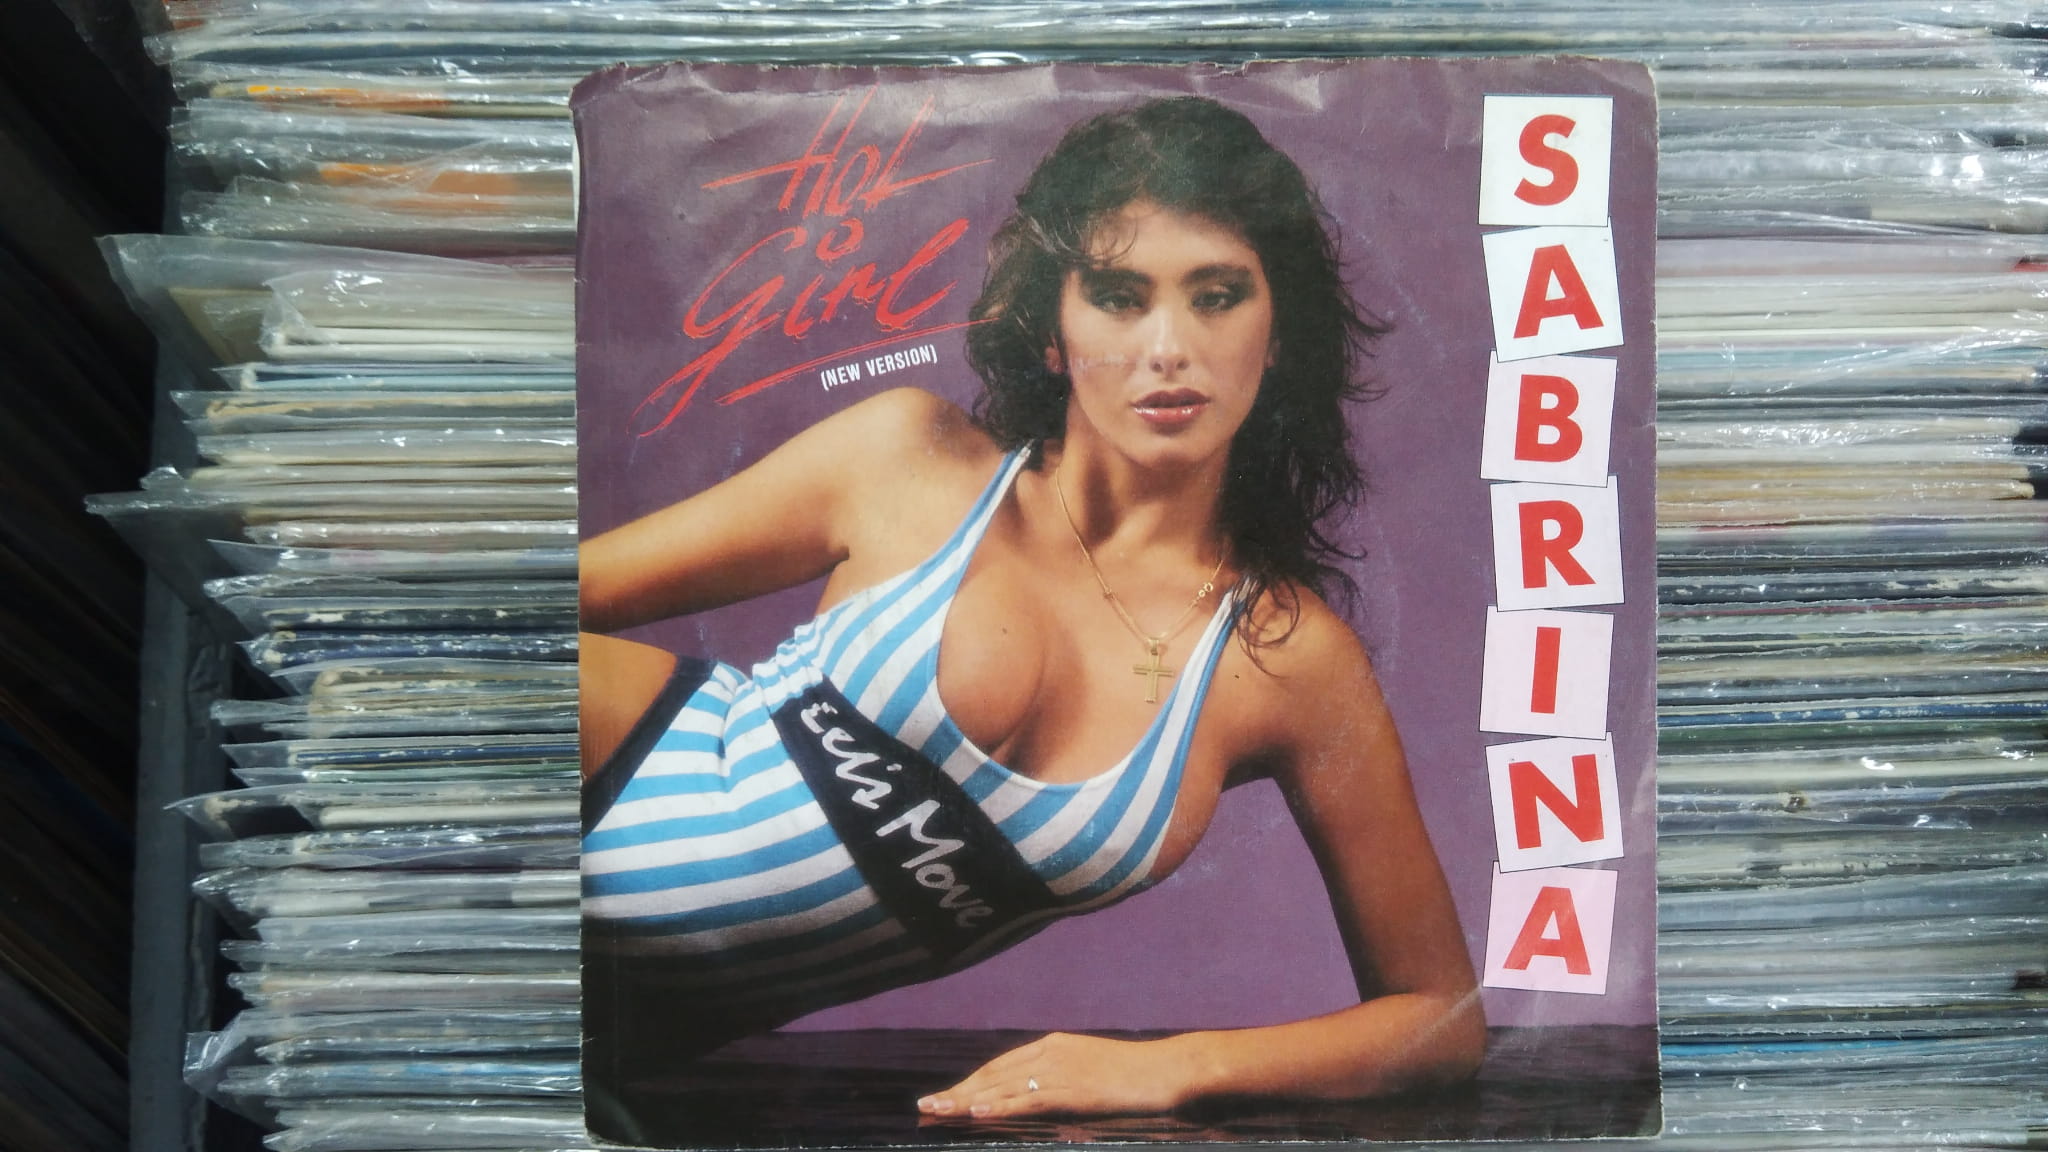 Hot
Girl
(NEW VERSION)
SABRINA
Let's Move